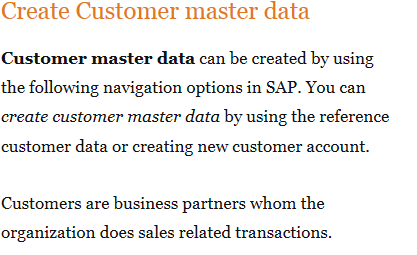 Create Customer master data
Customer master data can be created by using
the following navigation options in SAP. You can
create customer master data by using the reference
customer data or creating new customer account.
Customers are business partners whom the
organization does sales related transactions.